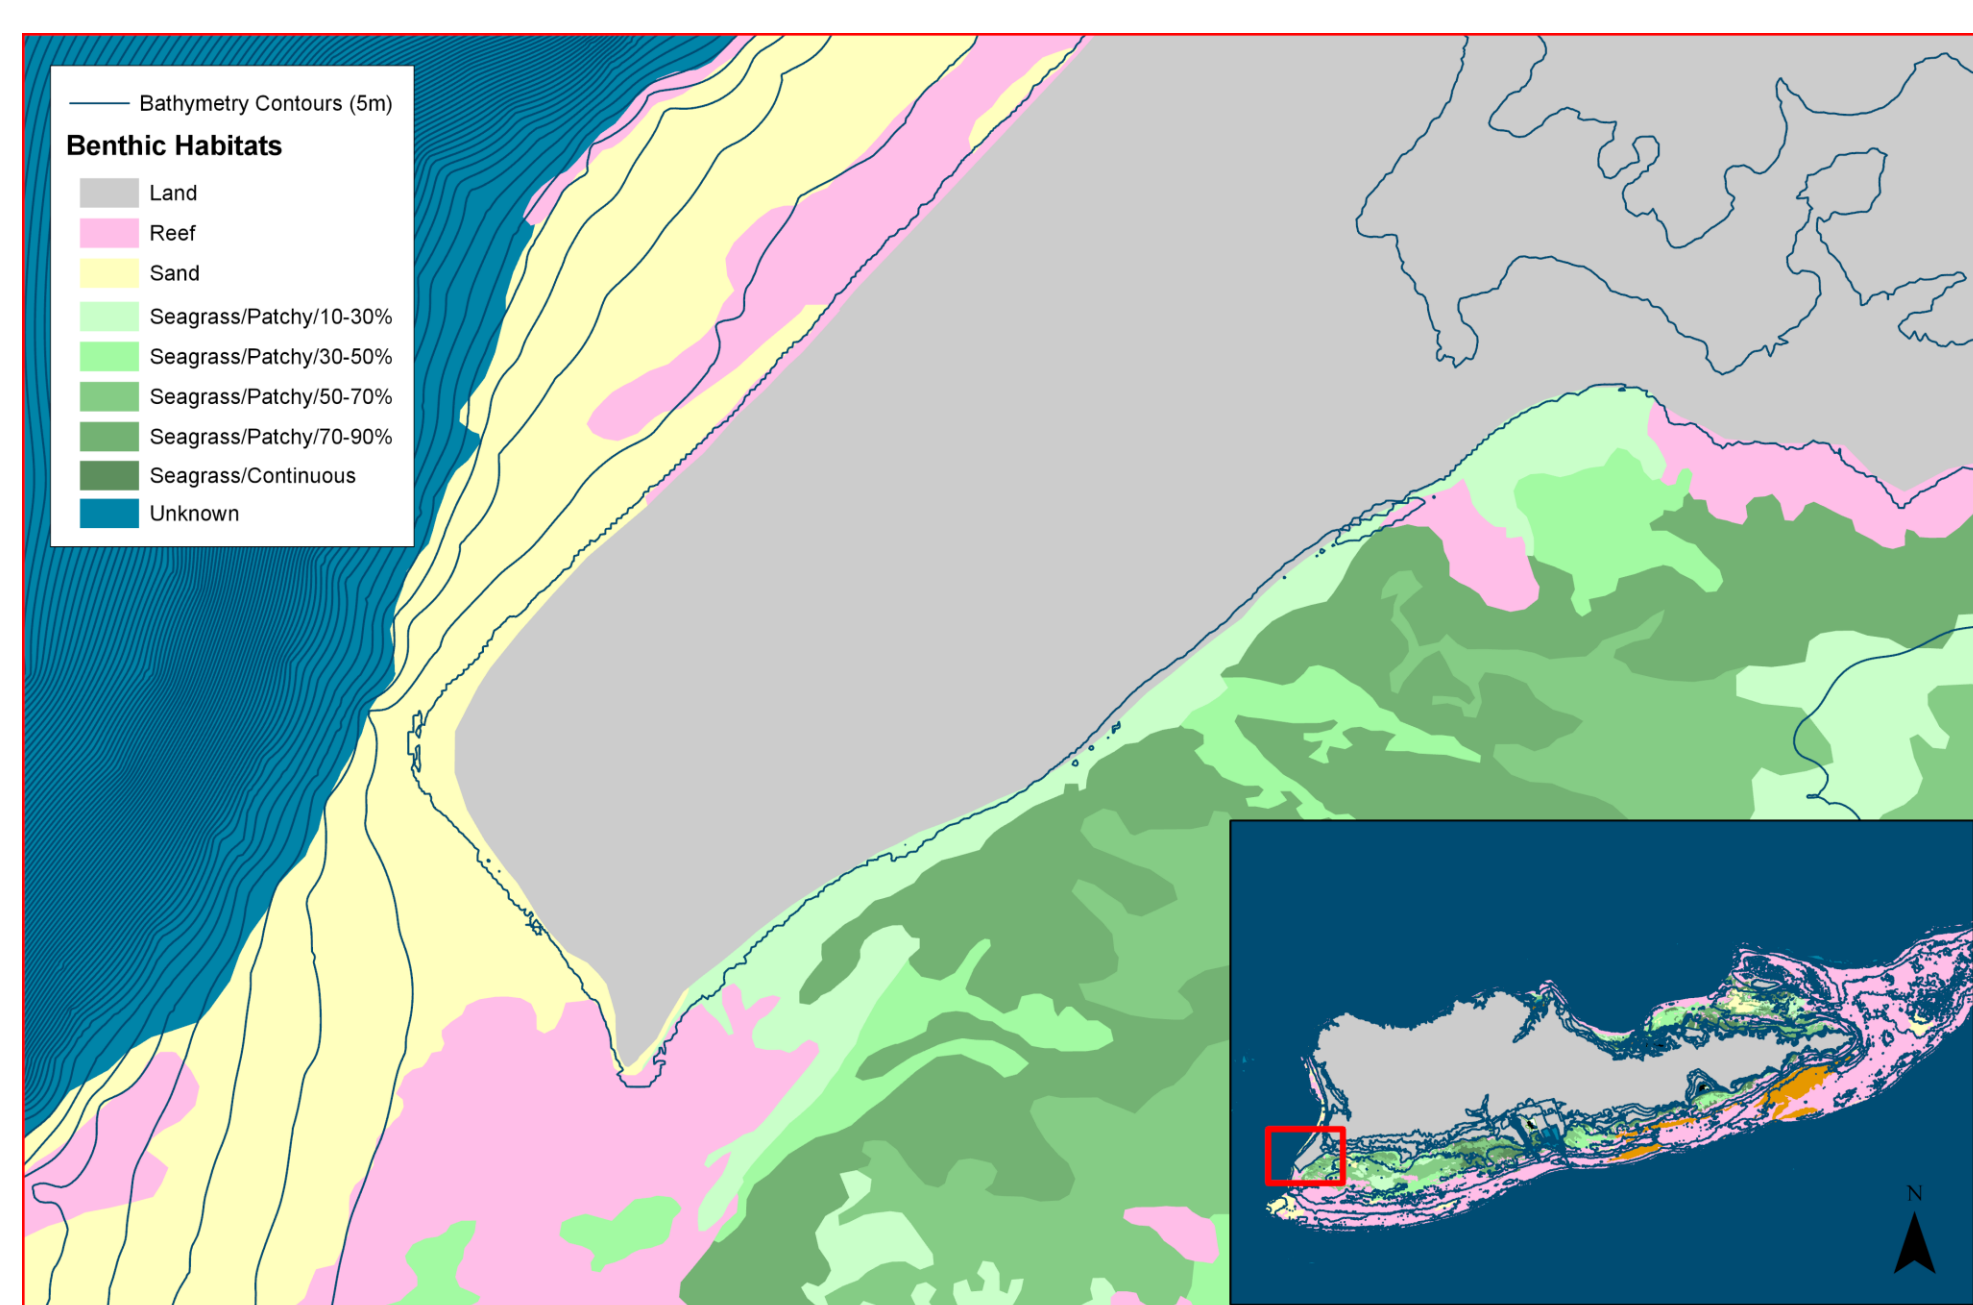 Bathymetry Contours (5m)
Benthic Habitats
Land
Reef
Sand
Seagrass/Patchy/10-30%
Seagrass/Patchy/30-50%
Seagrass/Patchy/50-70%
Seagrass/Patchy/70-90%
Seagrass/Continuous
Unknown
N